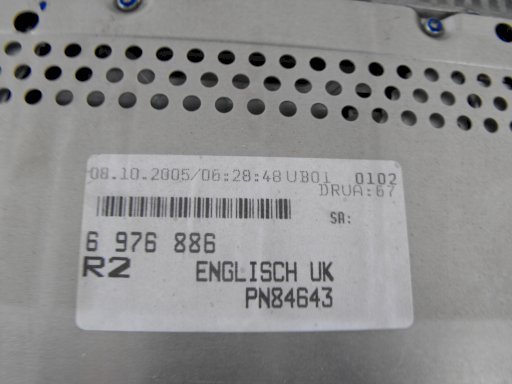 08.10.2005/06:28:48 UB01 0102
DRUA:67
SA:
6 976 886
R2 ENGLISCH UK
PN84643